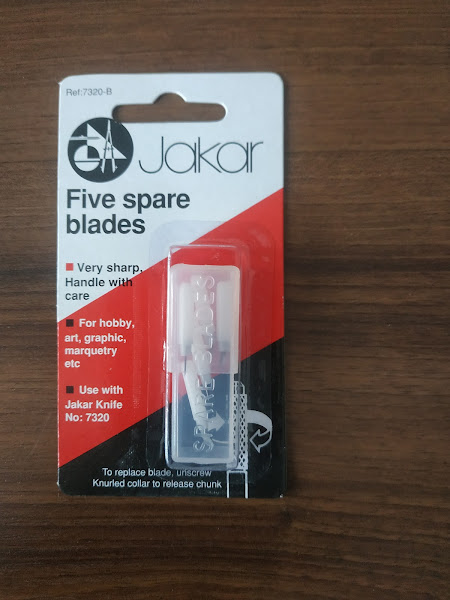 Ref:7320-B
Jakar
Five spare
blades
Very sharp,
Handle with
care
For hobby,
art, graphic,
marquetry
etc
Use with
Jakar Knife
No: 7320
SPARE BLADES
To replace blade, unscrew
Knurled collar to release chunk